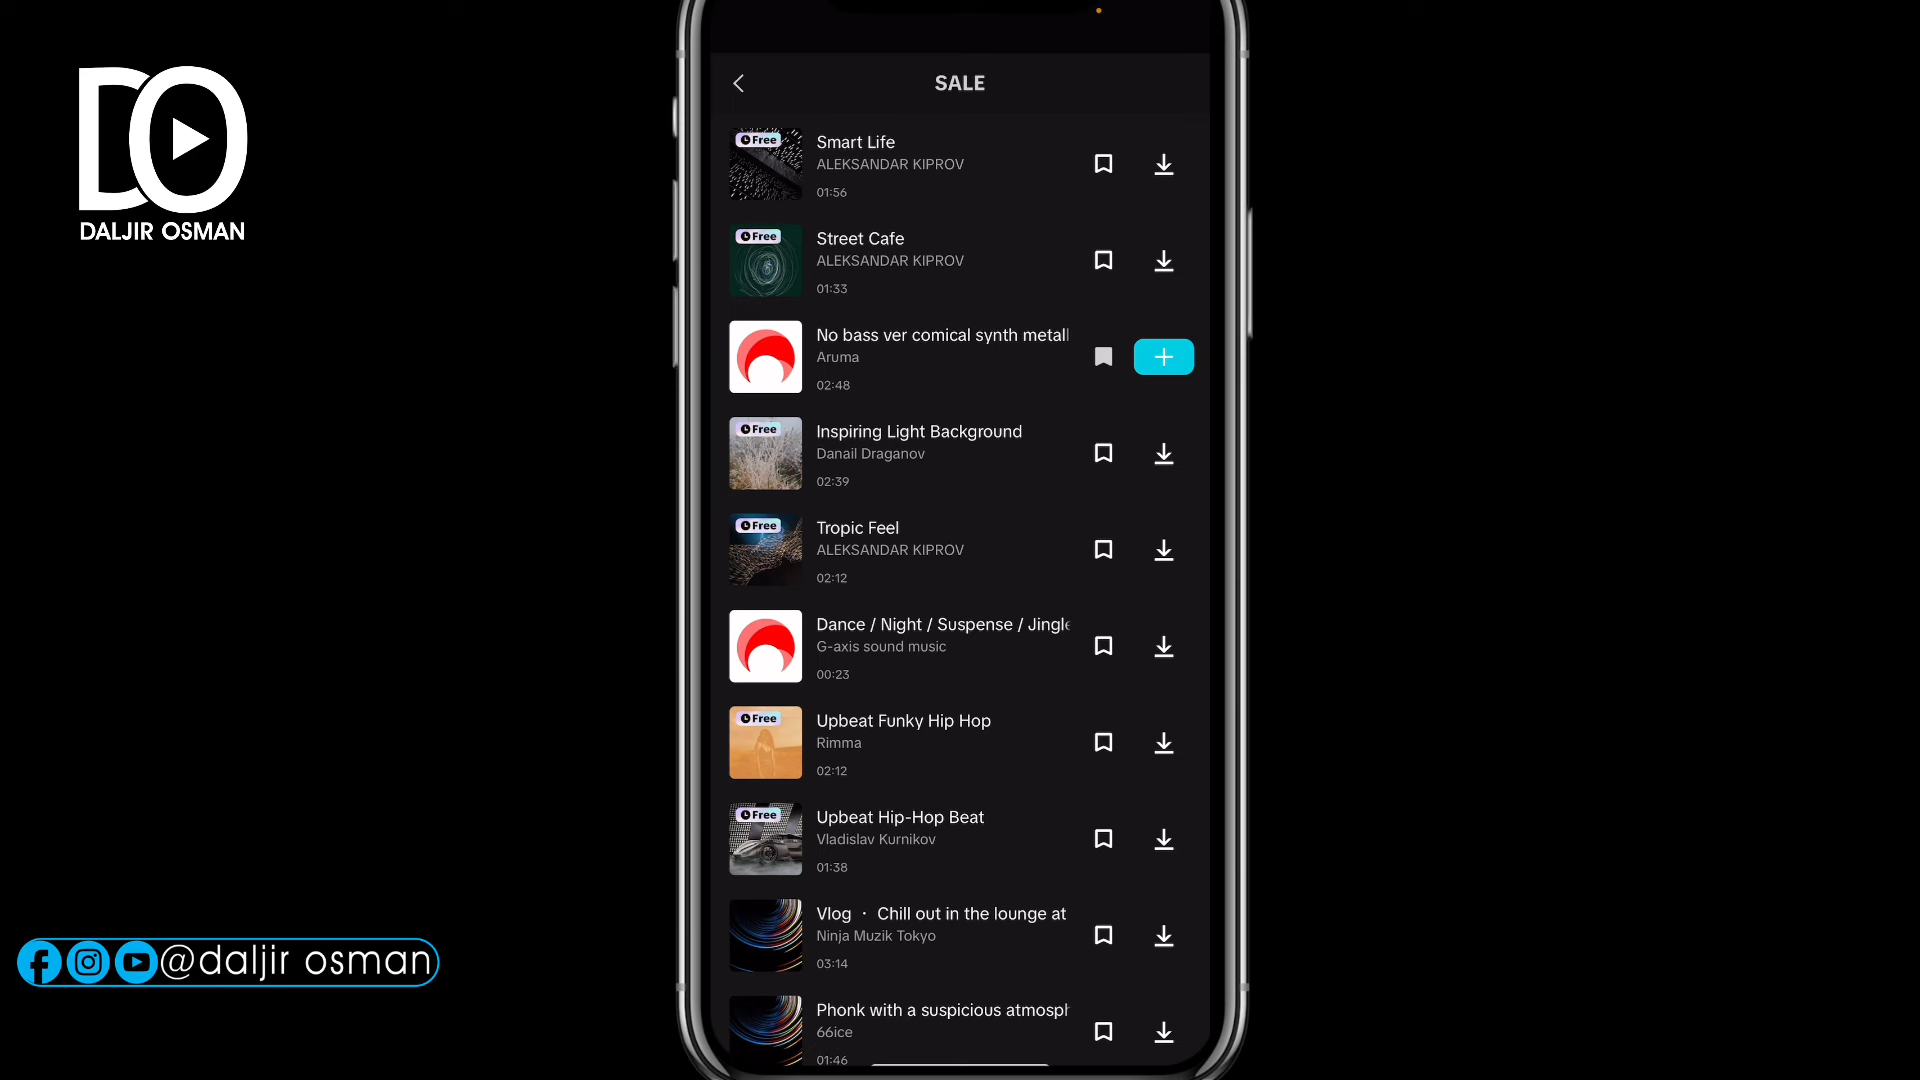 DO
DALJIR OSMAN
SALE
Free
Smart Life
ALEKSANDAR KIPROV
01:56
Free
Street Cafe
ALEKSANDAR KIPROV
01:33
No bass ver comical synth metall
Aruma
02:48
Free
Inspiring Light Background
Danail Draganov
02:39
Free
Tropic Feel
ALEKSANDAR KIPROV
02:12
Dance / Night / Suspense / Jingle
G-axis sound music
00:23
Free
Upbeat Funky Hip Hop
Rimma
02:12
Free
Upbeat Hip-Hop Beat
Vladislav Kurnikov
01:38
Vlog ・ Chill out in the lounge at
Ninja Muzik Tokyo
03:14
Phonk with a suspicious atmosph
66ice
01:46
@daljir osman